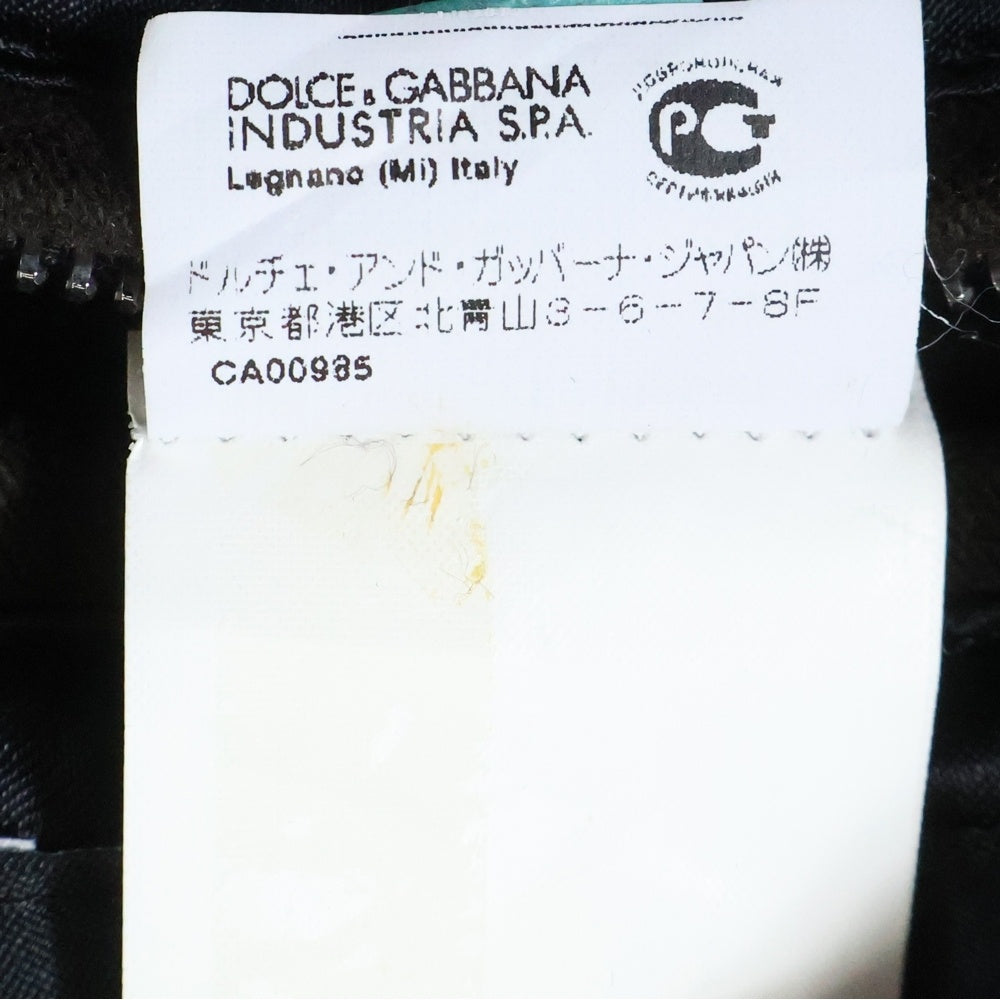 DOLCE & GABBANA
INDUSTRIA S.P.A.
Legnano (Mi) Italy
PCT
ドルチェ・アンド・ガッバーナ・ジャパン㈱
東京都港区北青山3-6-7-8F
CA00985